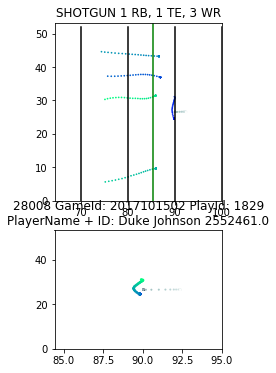 SHOTGUN 1 RB, 1 TE, 3 WR
50
40
30
20
10
0
70 80 90 100
28008 GameId: 2017101502 PlayId: 1829
PlayerName + ID: Duke Johnson 2552461.0
40
20
0
85.0 87.5 90.0 92.5 95.0